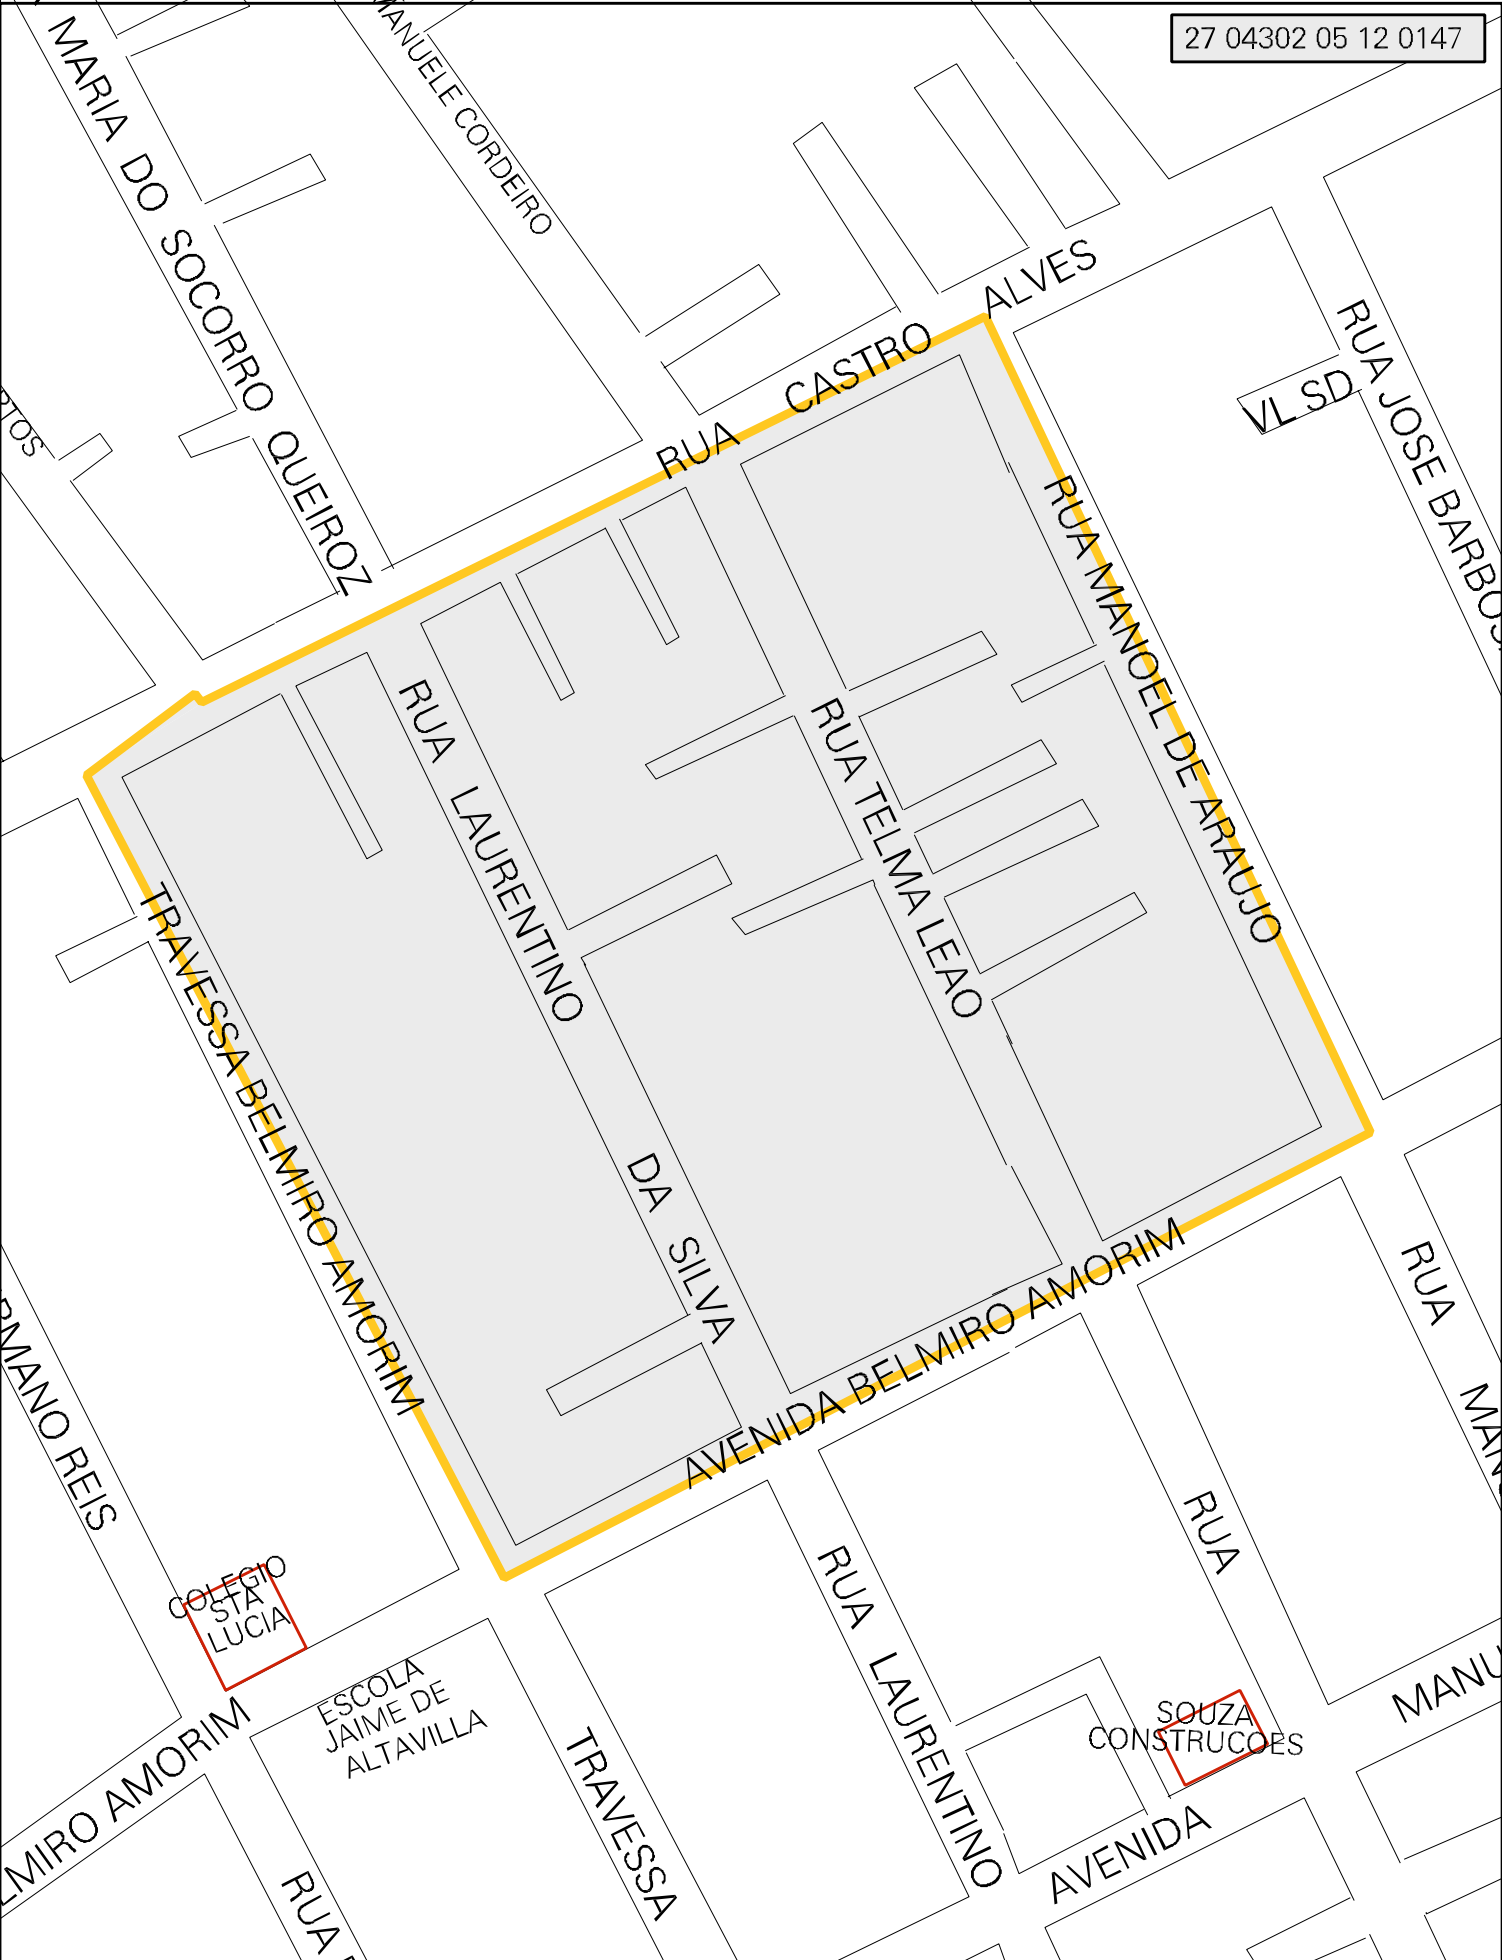 27 04302 05 12 0147
MARIA DO SOCORRO QUEIROZ
MANUELE CORDEIRO
RUA CASTRO ALVES
RUA JOSE BARBOS
VL SD
RUA MANOEL DE ARAUJO
RUA LAURENTINO DA SILVA
RUA TELMA LEAO
TRAVESSA BELMIRO AMORIM
AVENIDA BELMIRO AMORIM
RMANO REIS
COLEGIO
STA
LUCIA
ESCOLA
JAIME DE
ALTAVILLA
LMIRO AMORIM
RUA
TRAVESSA
RUA LAURENTINO
RUA
RUA MAN
SOUZA
CONSTRUCOES
AVENIDA
MANU